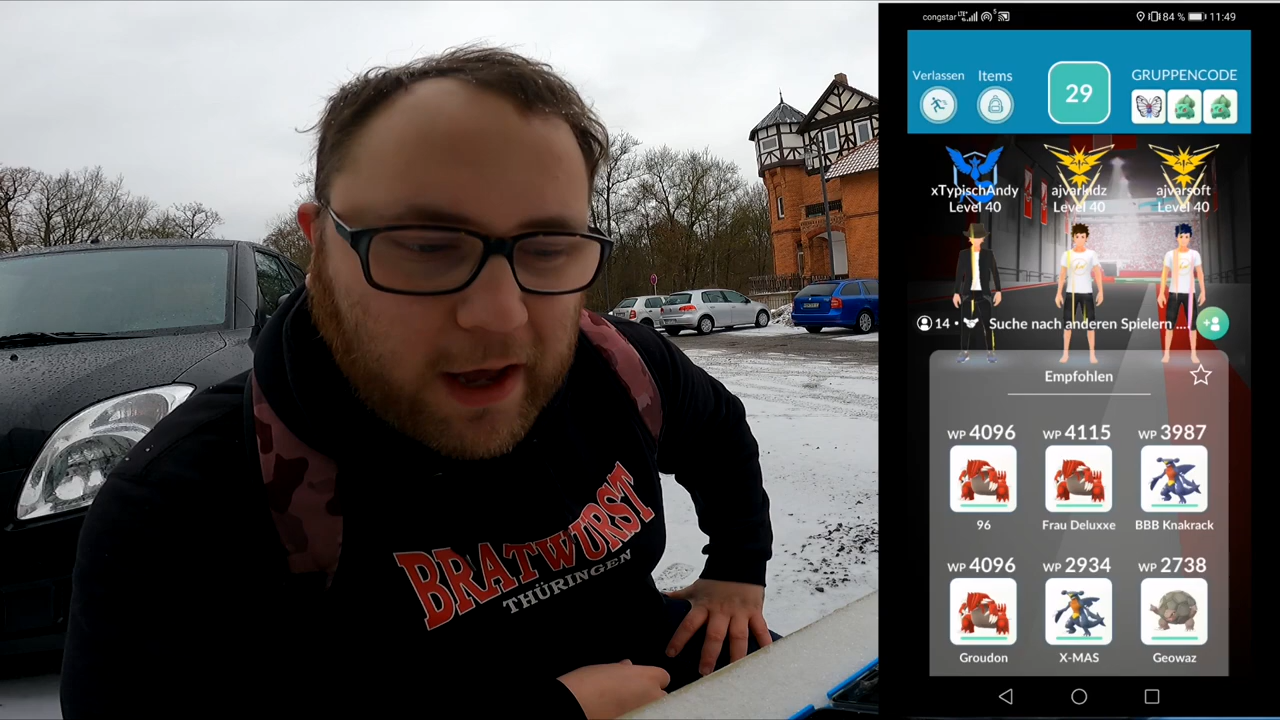 BRATWURST
THÜRINGEN
congstar 84 % 11:49
Verlassen Items 29 GRUPPENCODE
xTypischAndy
Level 40
ajvarkidz
Level 40
ajvarsoft
Level 40
14 • Suche nach anderen Spielern ....
Empfohlen
WP 4096 WP 4115 WP 3987
96 Frau Deluxxe BBB Knakrack
WP 4096 WP 2934 WP 2738
Groudon X-MAS Geowaz